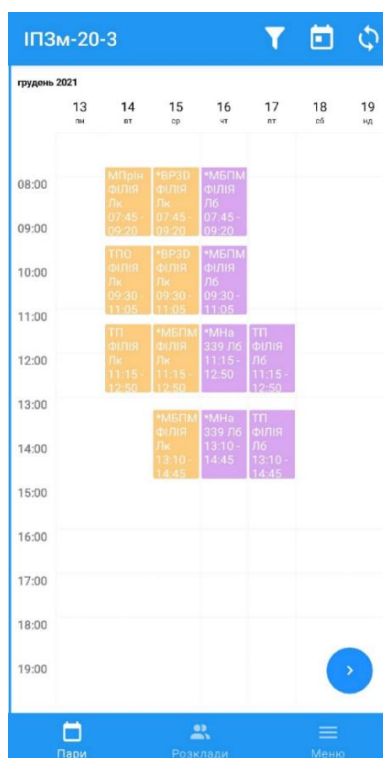 ІПЗм-20-3
грудень 2021
13 14 15 16 17 18 19
пн вт ср чт пт сб нд
08:00
09:00
10:00
11:00
12:00
13:00
14:00
15:00
16:00
17:00
18:00
19:00
МПрІн
ФІЛІЯ
Лк
07:45 -
09:20
ТПО
ФІЛІЯ
Лк
09:30 -
11:05
ТП
ФІЛІЯ
Лк
11:15 -
12:50
*ВР3D
ФІЛІЯ
Лк
07:45 -
09:20
*ВР3D
ФІЛІЯ
Лк
09:30 -
11:05
*МБПМ
ФІЛІЯ
Лк
11:15 -
12:50
*МБПМ
ФІЛІЯ
Лк
13:10 -
14:45
*МБПМ
ФІЛІЯ
Лб
07:45 -
09:20
*МБПМ
ФІЛІЯ
Лб
09:30 -
11:05
*МНа
339 Лб
11:15 -
12:50
*МНа
339 Лб
13:10 -
14:45
ТП
ФІЛІЯ
Лб
11:15 -
12:50
ТП
ФІЛІЯ
Лб
13:10 -
14:45
Пари Розклади Меню